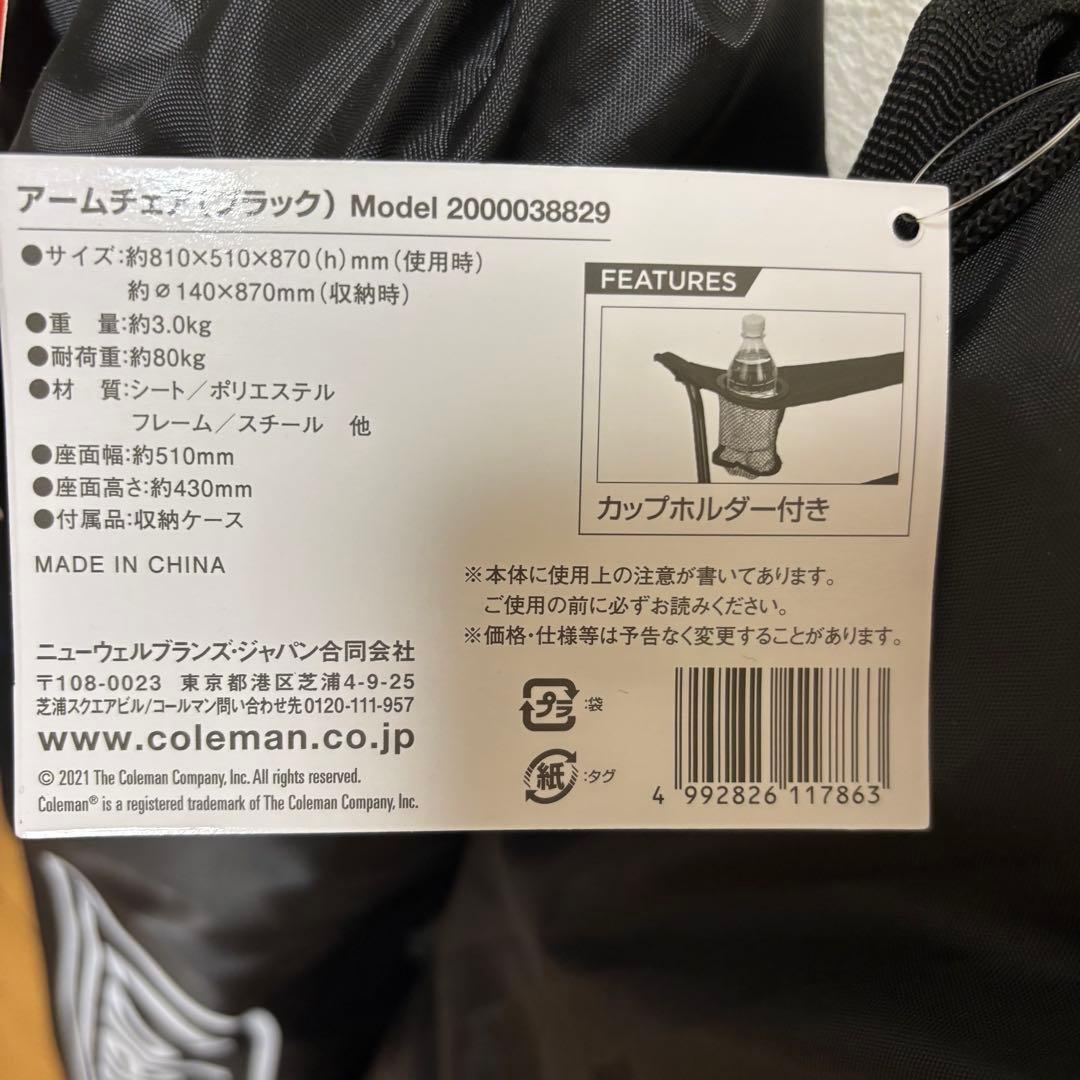 アームチェア(ブラック) Model 2000038829
●サイズ:約810×510×870(h)mm(使用時)
約⌀140×870mm(収納時)
●重 量:約3.0kg
●耐荷重:約80kg
●材 質:シート/ポリエステル
フレーム/スチール 他
●座面幅:約510mm
●座面高さ:約430mm
●付属品:収納ケース
MADE IN CHINA
ニューウェルブランズ・ジャパン合同会社
〒108-0023 東京都港区芝浦4-9-25
芝浦スクエアビル/コールマン問い合わせ先0120-111-957
www.coleman.co.jp
© 2021 The Coleman Company, Inc. All rights reserved.
Coleman® is a registered trademark of The Coleman Company, Inc.
FEATURES
カップホルダー付き
※本体に使用上の注意が書いてあります。
ご使用の前に必ずお読みください。
※価格・仕様等は予告なく変更することがあります。
プラ :袋
紙 :タグ
4 992826 117863